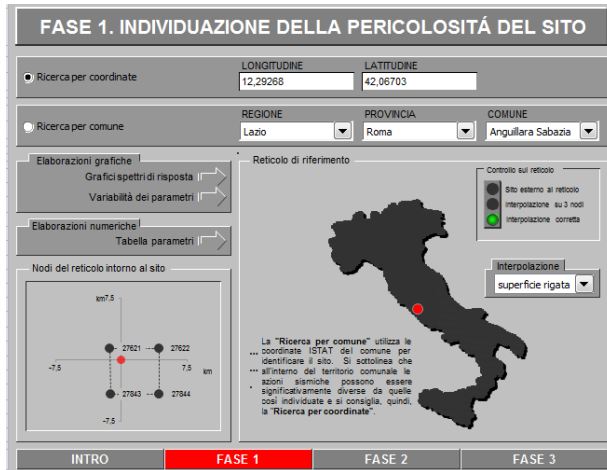 FASE 1. INDIVIDUAZIONE DELLA PERICOLOSITÁ DEL SITO
LONGITUDINE LATITUDINE
Ricerca per coordinate 12,29268 42,06703
REGIONE PROVINCIA COMUNE
Ricerca per comune Lazio Roma Anguillara Sabazia
Elaborazioni grafiche
Grafici spettri di risposta
Variabilità dei parametri
Elaborazioni numeriche
Tabella parametri
Nodi del reticolo intorno al sito
km7,5
27621 27622
-7,5 7,5 km
27843 27844
-7,5
Reticolo di riferimento
Controllo sul reticolo
Sito esterno al reticolo
Interpolazione su 3 nodi
Interpolazione corretta
Interpolazione
superficie rigata
La "Ricerca per comune" utilizza le
coordinate ISTAT del comune per
identificare il sito. Si sottolinea che
all'interno del territorio comunale le
azioni sismiche possono essere
significativamente diverse da quelle
così individuate e si consiglia, quindi,
la "Ricerca per coordinate".
INTRO FASE 1 FASE 2 FASE 3